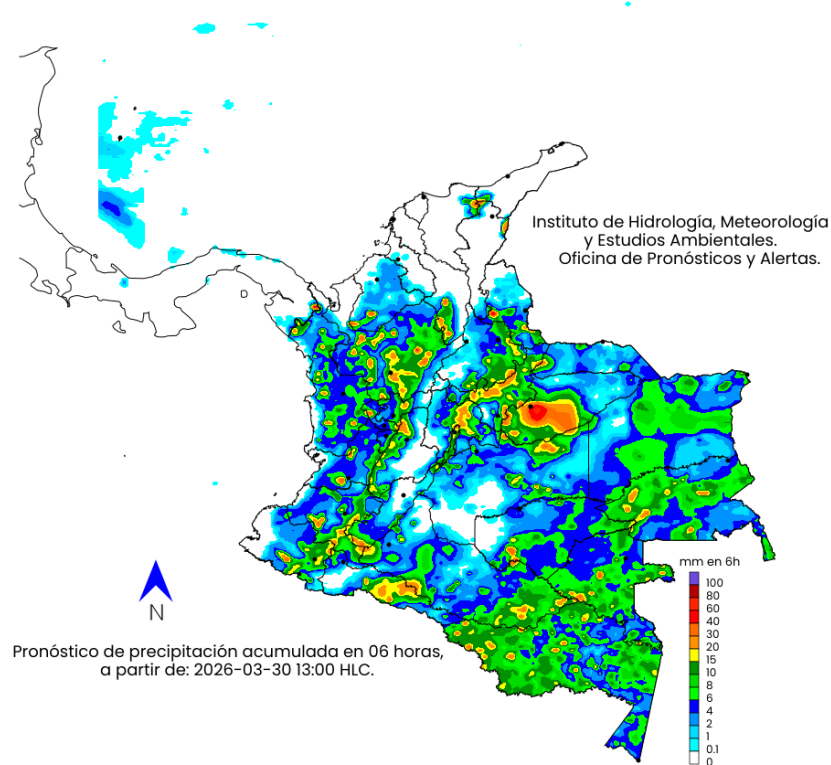 Instituto de Hidrología, Meteorología
y Estudios Ambientales.
Oficina de Pronósticos y Alertas.
mm en 6h
100
80
60
40
30
20
15
10
8
6
4
2
1
0.1
0
N
Pronóstico de precipitación acumulada en 06 horas,
a partir de: 2026-03-30 13:00 HLC.